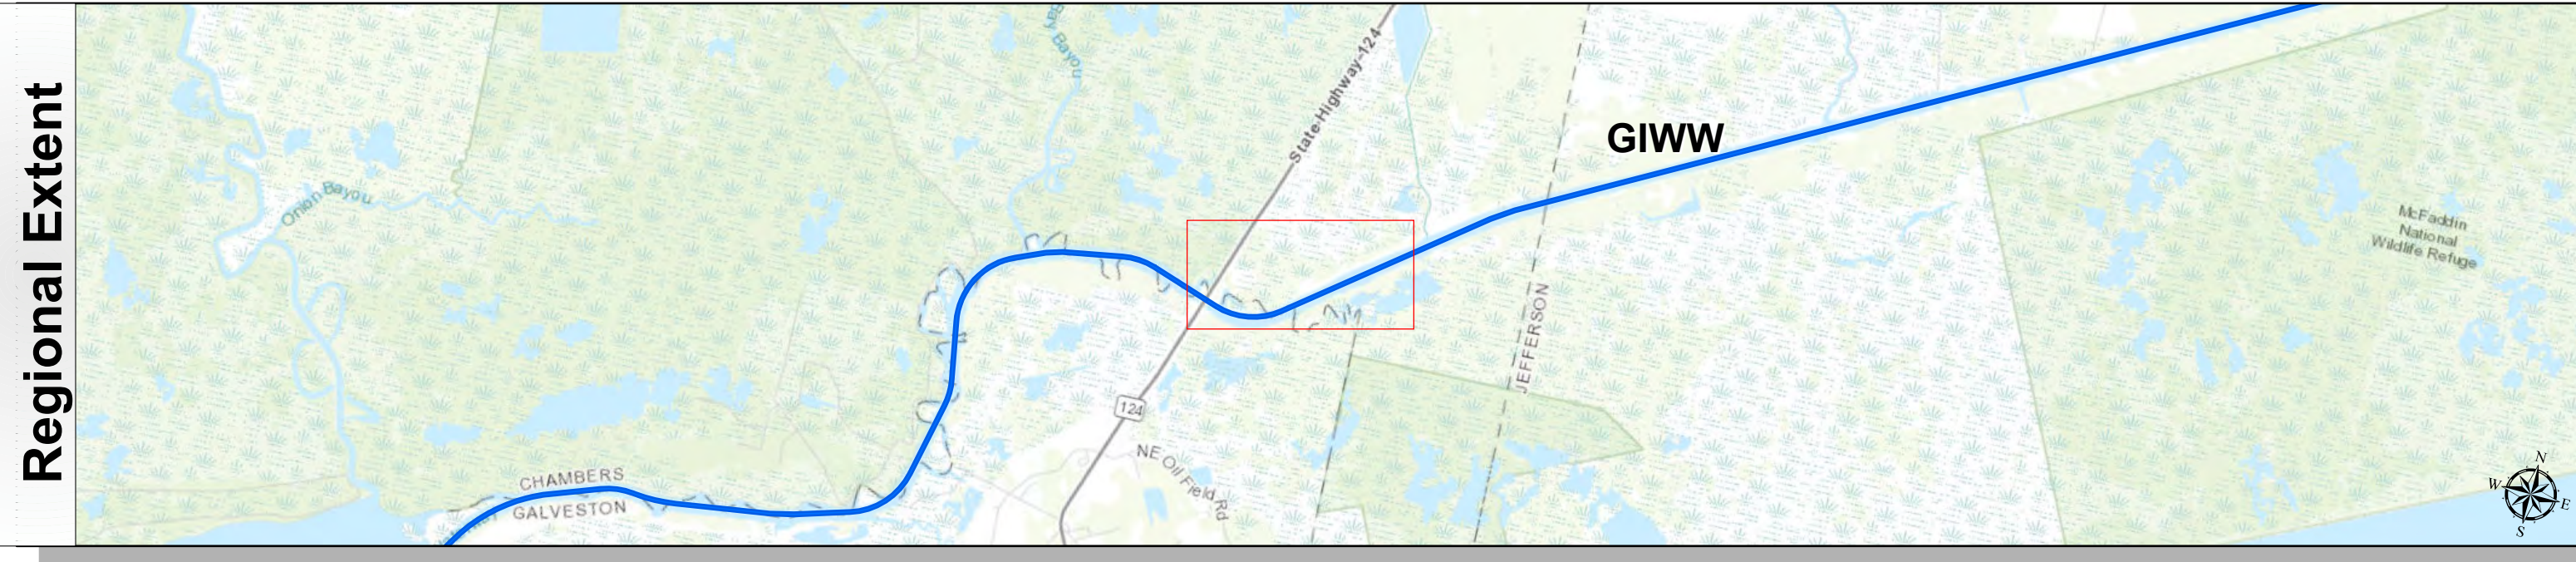 Regional Extent
Bayou
State Highway 124
GIWW
Onion Bayou
McFaddin
National
Wildlife Refuge
JEFFERSON
124
NE Oil Field Rd
CHAMBERS
GALVESTON
N
W
E
S